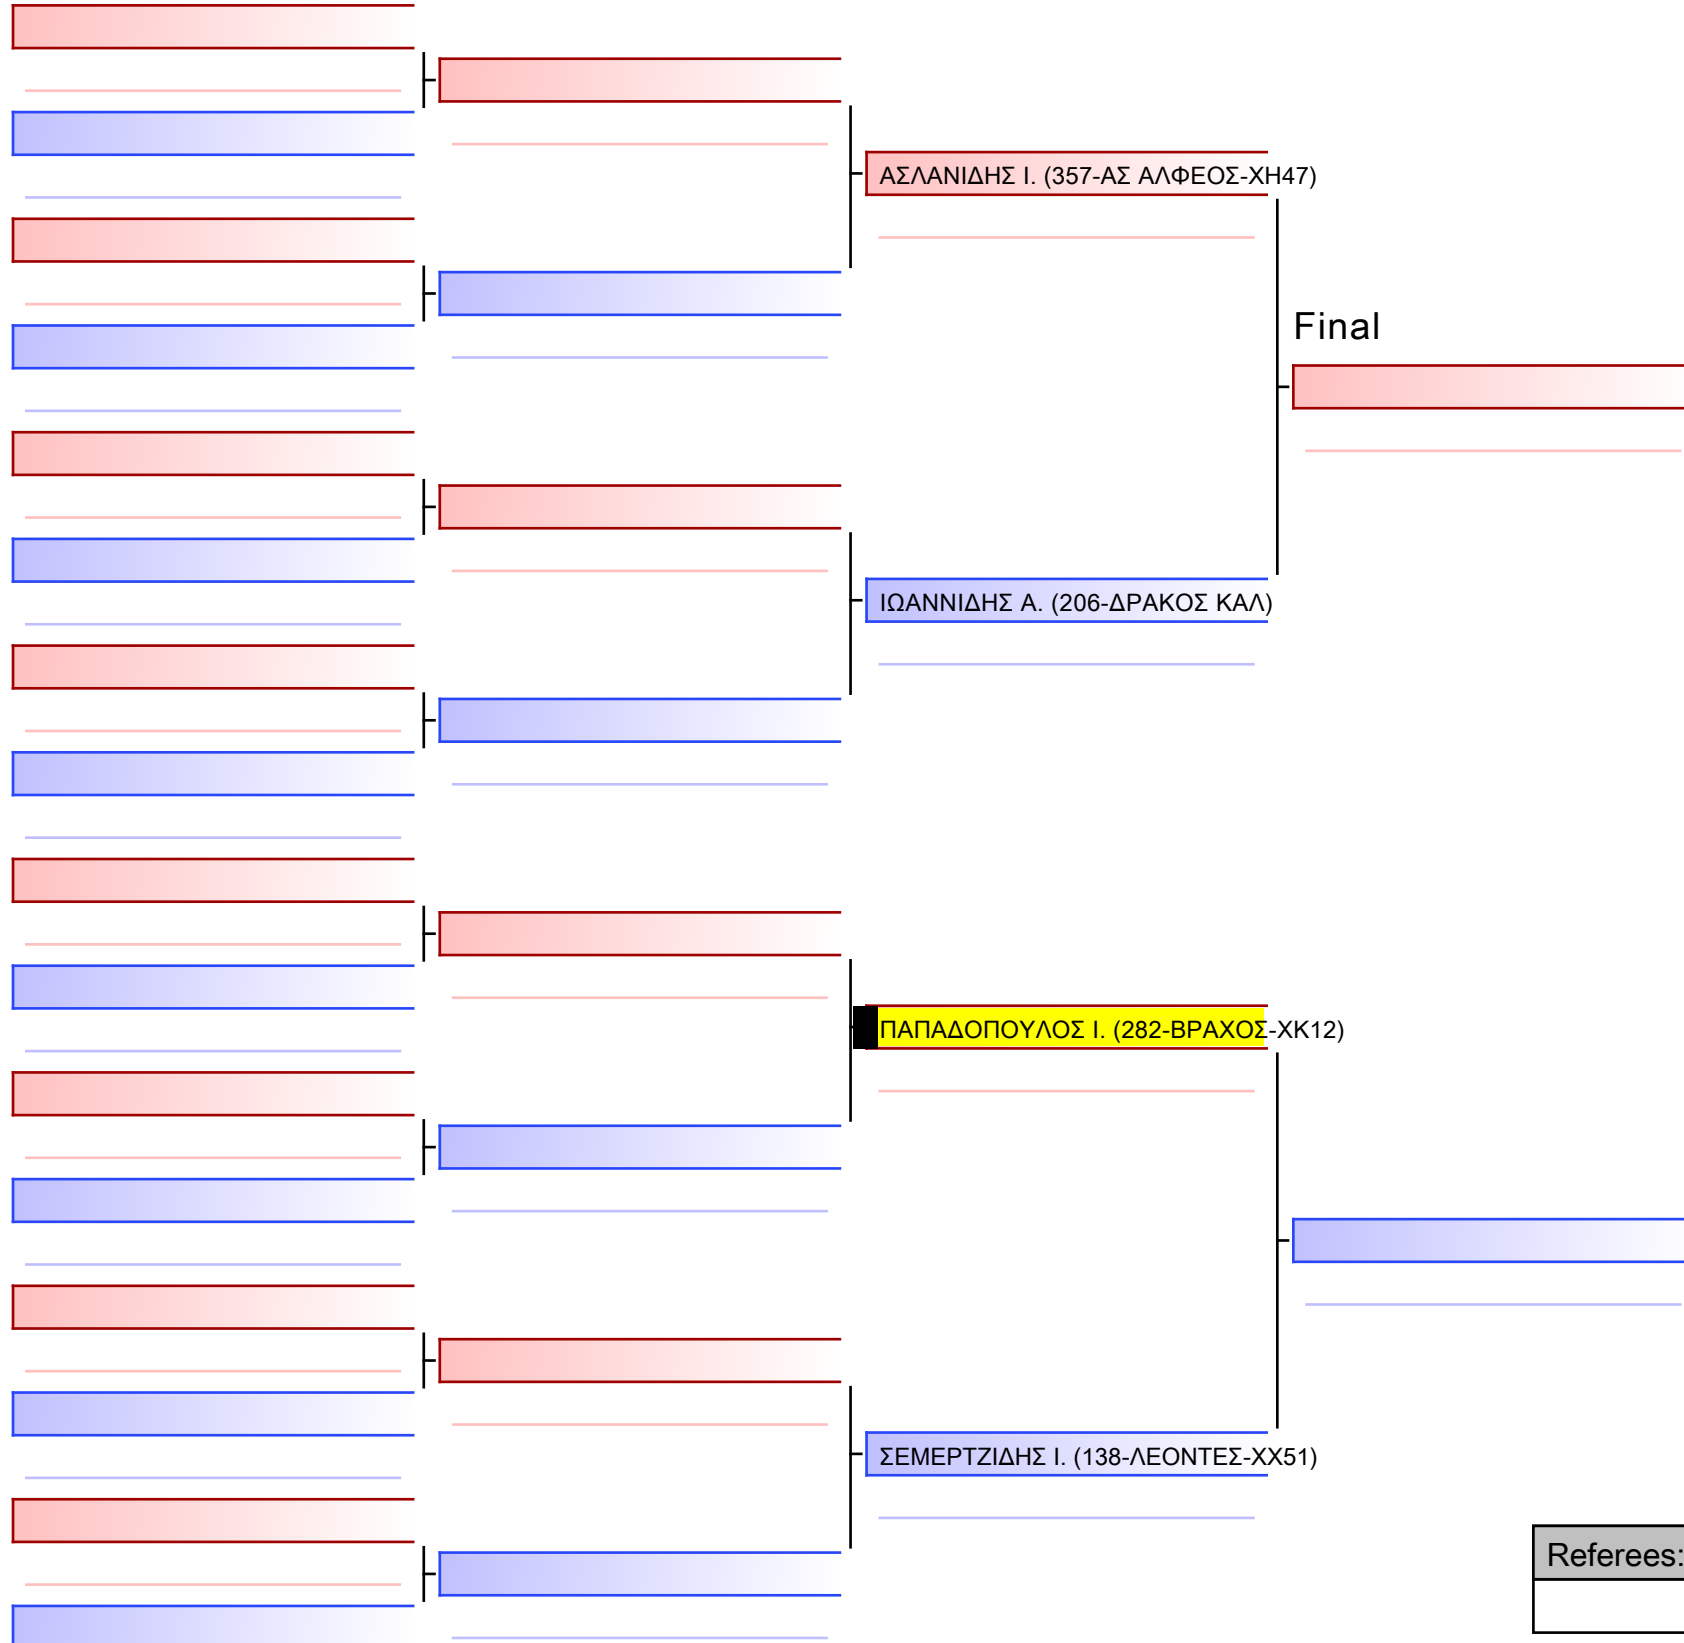 ΑΣΛΑΝΙΔΗΣ Ι. (357-ΑΣ ΑΛΦΕΟΣ-ΧΗ47)
Final
ΙΩΑΝΝΙΔΗΣ Α. (206-ΔΡΑΚΟΣ ΚΑΛ)
ΠΑΠΑΔΟΠΟΥΛΟΣ Ι. (282-ΒΡΑΧΟΣ-ΧΚ12)
ΣΕΜΕΡΤΖΙΔΗΣ Ι. (138-ΛΕΟΝΤΕΣ-ΧΧ51)
Referees: